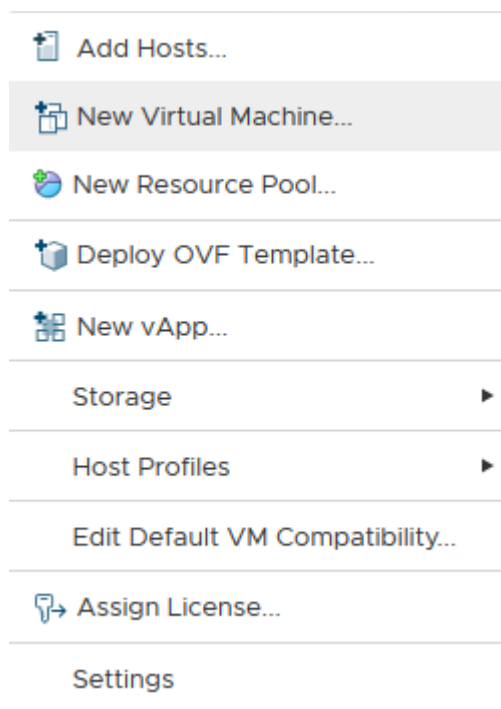 Add Hosts...
New Virtual Machine...
New Resource Pool...
Deploy OVF Template...
New vApp...
Storage
Host Profiles
Edit Default VM Compatibility...
Assign License...
Settings